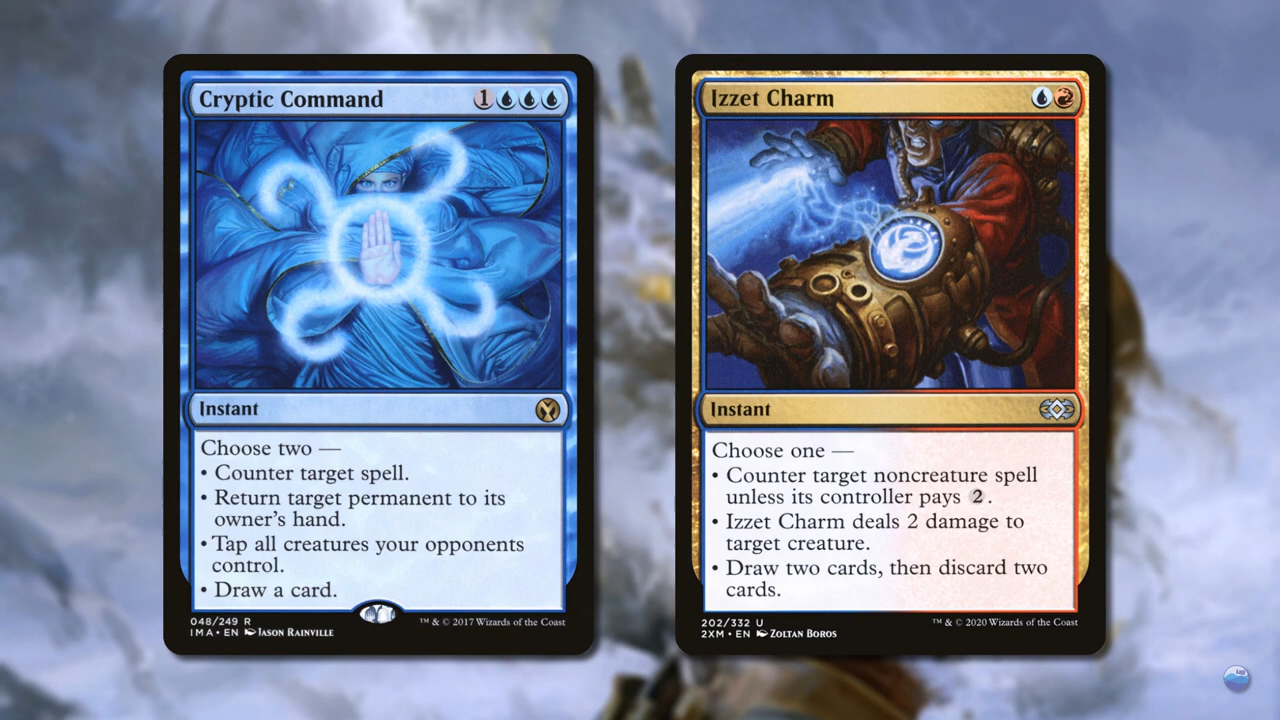 Cryptic Command 1
Instant
Choose two —
• Counter target spell.
• Return target permanent to its
owner's hand.
• Tap all creatures your opponents
control.
• Draw a card.
048/249 R
IMA • EN Jason Rainville
™ & © 2017 Wizards of the Coast
Izzet Charm
Instant
Choose one —
• Counter target noncreature spell
unless its controller pays 2.
• Izzet Charm deals 2 damage to
target creature.
• Draw two cards, then discard two
cards.
202/332 U
2XM • EN Zoltan Boros
™ & © 2020 Wizards of the Coast